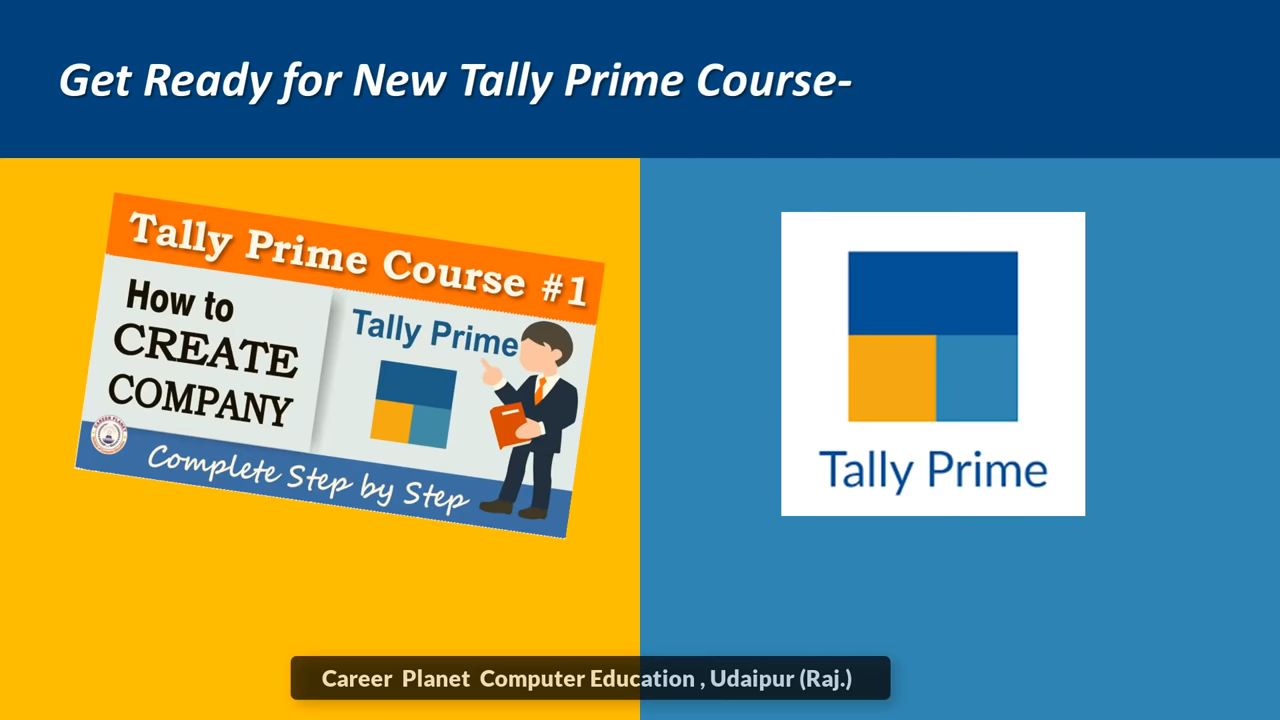 Get Ready for New Tally Prime Course-
Tally Prime Course #1
How to
CREATE
COMPANY
Tally Prime
Complete Step by Step
Tally Prime
Career Planet Computer Education , Udaipur (Raj.)